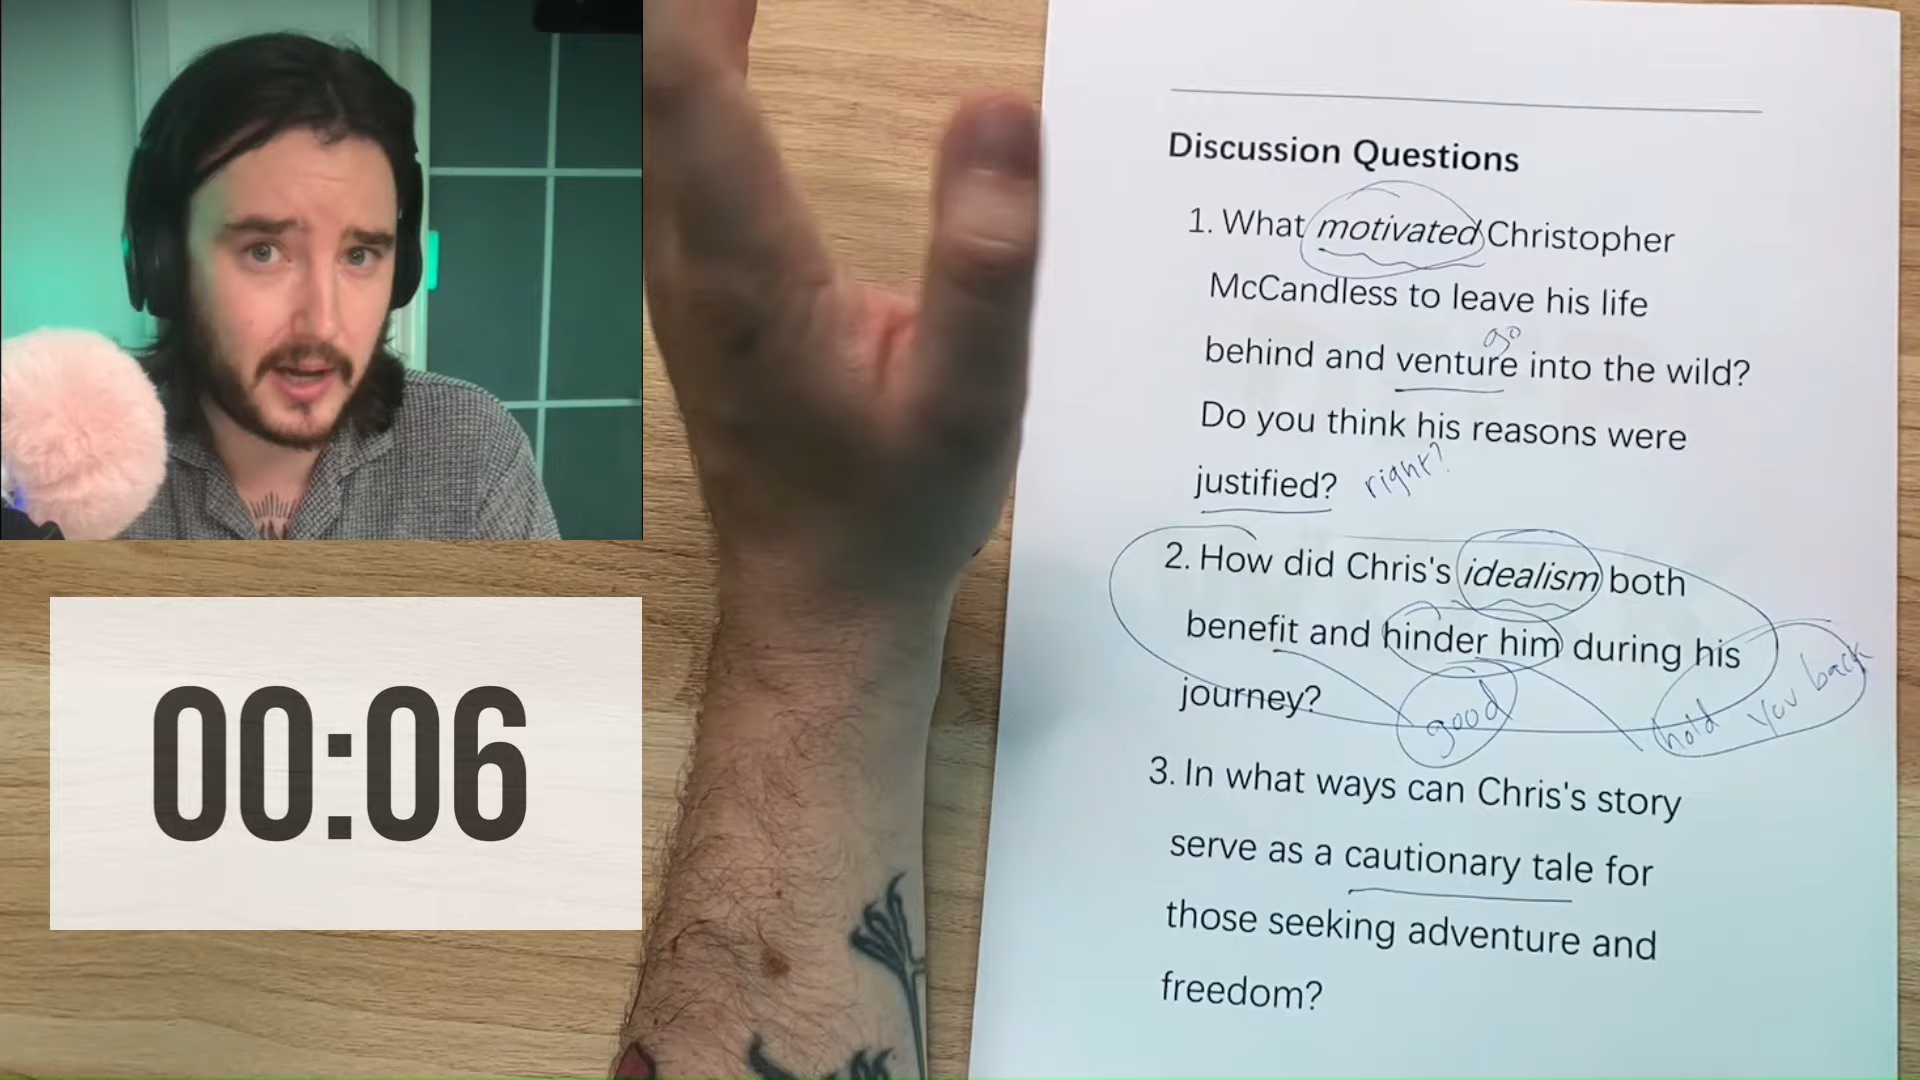 00:06
Discussion Questions
1. What motivated Christopher
McCandless to leave his life
go
behind and venture into the wild?
Do you think his reasons were
justified? right?
2. How did Chris's idealism both
benefit and hinder him during his
journey? good hold you back
3. In what ways can Chris's story
serve as a cautionary tale for
those seeking adventure and
freedom?